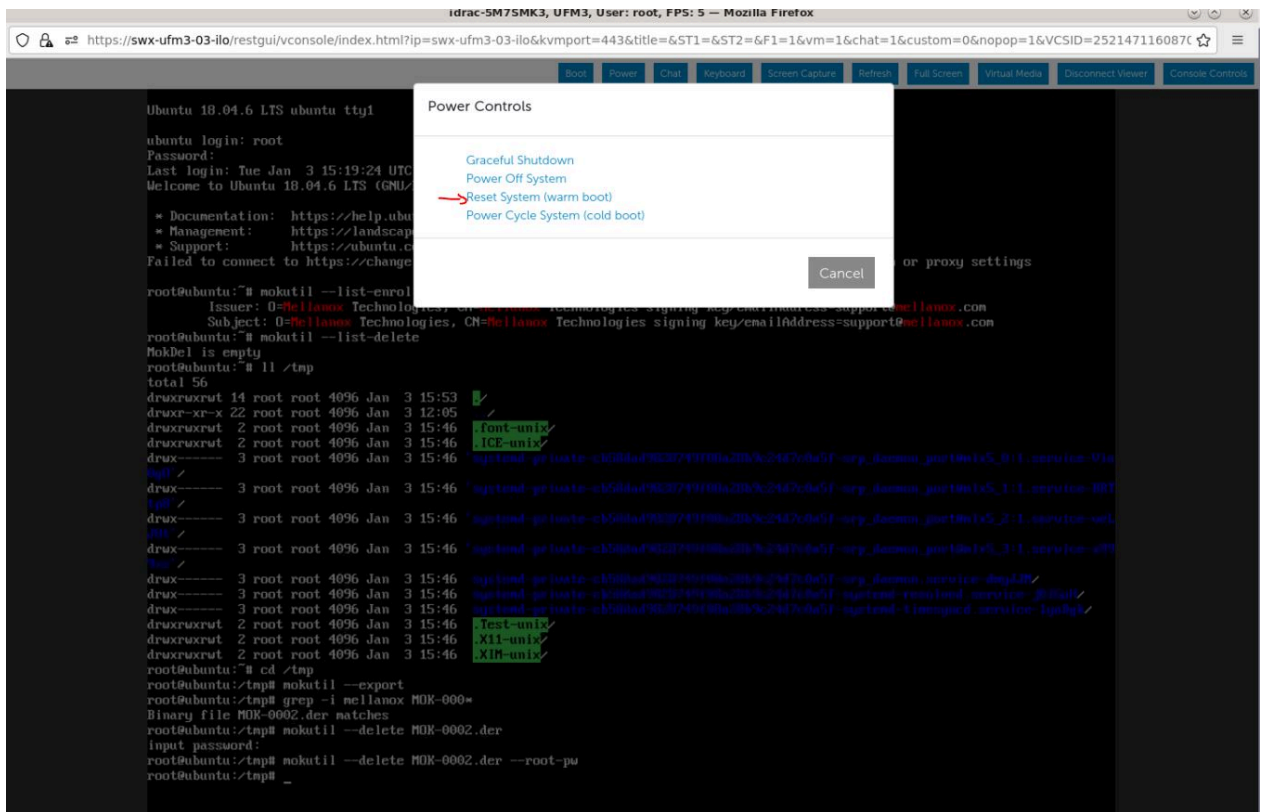 idrac-5M7SMK3, UFM3, User: root, FPS: 5 — Mozilla Firefox
https://swx-ufm3-03-ilo/restgui/vconsole/index.html?ip=swx-ufm3-03-ilo&kvmport=443&title=&ST1=&ST2=&F1=1&vm=1&chat=1&custom=0&nopop=1&VCSID=252147116087
Boot Power Chat Keyboard Screen Capture Refresh Full Screen Virtual Media Disconnect Viewer Console Controls
Power Controls
Graceful Shutdown
Power Off System
Reset System (warm boot)
Power Cycle System (cold boot)
Cancel
Ubuntu 18.04.6 LTS ubuntu tty1
ubuntu login: root
Password:
Last login: Tue Jan 3 15:19:24 UTC
Welcome to Ubuntu 18.04.6 LTS (GNU/
* Documentation: https://help.ubu
* Management: https://landscap
* Support: https://ubuntu.c
Failed to connect to https://change or proxy settings
root@ubuntu:~# mokutil --list-enrol
Issuer: O=Mellanox Technologies, CN=Mellanox Technologies signing key/emailAddress=support@mellanox.com
Subject: O=Mellanox Technologies, CN=Mellanox Technologies signing key/emailAddress=support@mellanox.com
root@ubuntu:~# mokutil --list-delete
MokDel is empty
root@ubuntu:~# ll /tmp
total 56
drwxrwxrwt 14 root root 4096 Jan 3 15:53 ./
drwxr-xr-x 22 root root 4096 Jan 3 12:05 /
drwxrwxrwt 2 root root 4096 Jan 3 15:46 .font-unix/
drwxrwxrwt 2 root root 4096 Jan 3 15:46 .ICE-unix/
drwx------ 3 root root 4096 Jan 3 15:46
drwx------ 3 root root 4096 Jan 3 15:46
drwx------ 3 root root 4096 Jan 3 15:46
drwx------ 3 root root 4096 Jan 3 15:46
drwx------ 3 root root 4096 Jan 3 15:46
drwx------ 3 root root 4096 Jan 3 15:46
drwx------ 3 root root 4096 Jan 3 15:46
drwxrwxrwt 2 root root 4096 Jan 3 15:46 .Test-unix/
drwxrwxrwt 2 root root 4096 Jan 3 15:46 .X11-unix/
drwxrwxrwt 2 root root 4096 Jan 3 15:46 .XIM-unix/
root@ubuntu:~# cd /tmp
root@ubuntu:/tmp# mokutil --export
root@ubuntu:/tmp# grep -i mellanox MOK-000*
Binary file MOK-0002.der matches
root@ubuntu:/tmp# mokutil --delete MOK-0002.der
input password:
root@ubuntu:/tmp# mokutil --delete MOK-0002.der --root-pw
root@ubuntu:/tmp# _